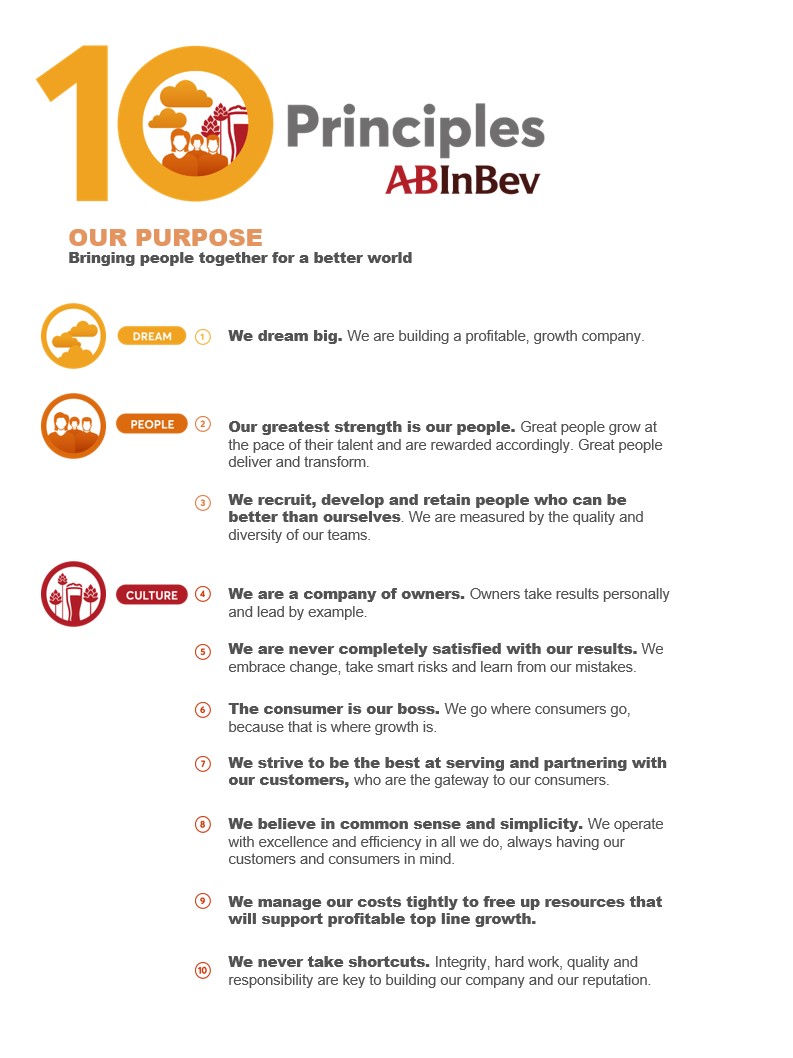 10 Principles
ABInBev
OUR PURPOSE
Bringing people together for a better world
DREAM 1 We dream big. We are building a profitable, growth company.
PEOPLE 2 Our greatest strength is our people. Great people grow at
the pace of their talent and are rewarded accordingly. Great people
deliver and transform.
3 We recruit, develop and retain people who can be
better than ourselves. We are measured by the quality and
diversity of our teams.
CULTURE 4 We are a company of owners. Owners take results personally
and lead by example.
5 We are never completely satisfied with our results. We
embrace change, take smart risks and learn from our mistakes.
6 The consumer is our boss. We go where consumers go,
because that is where growth is.
7 We strive to be the best at serving and partnering with
our customers, who are the gateway to our consumers.
8 We believe in common sense and simplicity. We operate
with excellence and efficiency in all we do, always having our
customers and consumers in mind.
9 We manage our costs tightly to free up resources that
will support profitable top line growth.
10 We never take shortcuts. Integrity, hard work, quality and
responsibility are key to building our company and our reputation.